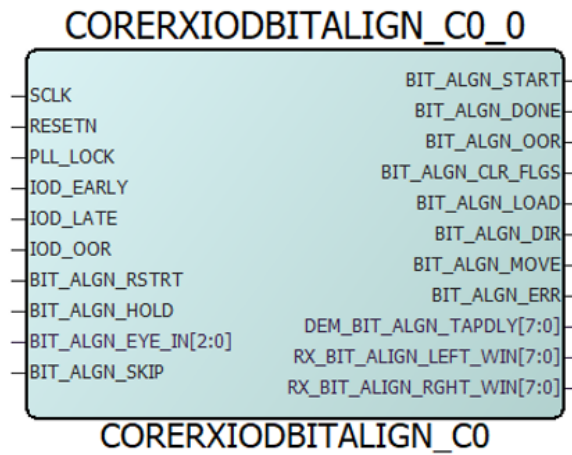 CORERXIODBITALIGN_C0_0
SCLK
RESETN
PLL_LOCK
IOD_EARLY
IOD_LATE
IOD_OOR
BIT_ALGN_RSTRT
BIT_ALGN_HOLD
BIT_ALGN_EYE_IN[2:0]
BIT_ALGN_SKIP
BIT_ALGN_START
BIT_ALGN_DONE
BIT_ALGN_OOR
BIT_ALGN_CLR_FLGS
BIT_ALGN_LOAD
BIT_ALGN_DIR
BIT_ALGN_MOVE
BIT_ALGN_ERR
DEM_BIT_ALGN_TAPDLY[7:0]
RX_BIT_ALIGN_LEFT_WIN[7:0]
RX_BIT_ALIGN_RGHT_WIN[7:0]
CORERXIODBITALIGN_C0